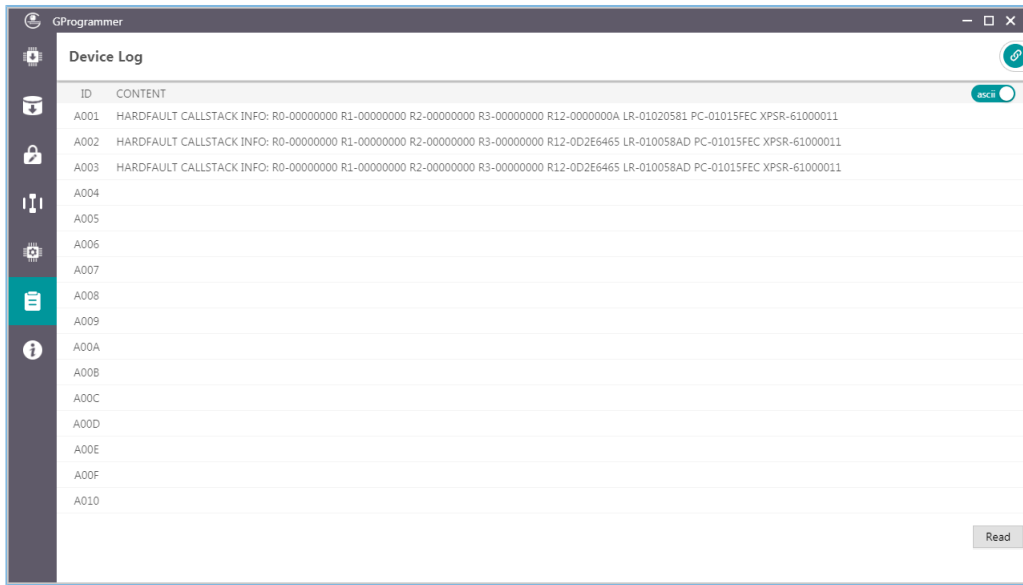 GProgrammer
Device Log
ID CONTENT ascii
A001 HARDFAULT CALLSTACK INFO: R0-00000000 R1-00000000 R2-00000000 R3-00000000 R12-0000000A LR-01020581 PC-01015FEC XPSR-61000011
A002 HARDFAULT CALLSTACK INFO: R0-00000000 R1-00000000 R2-00000000 R3-00000000 R12-0D2E6465 LR-010058AD PC-01015FEC XPSR-61000011
A003 HARDFAULT CALLSTACK INFO: R0-00000000 R1-00000000 R2-00000000 R3-00000000 R12-0D2E6465 LR-010058AD PC-01015FEC XPSR-61000011
A004
A005
A006
A007
A008
A009
A00A
A00B
A00C
A00D
A00E
A00F
A010
Read